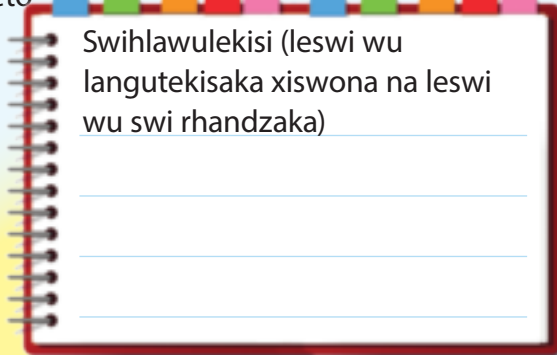 Swihlawulekisi (leswi wu
langutekisaka xiswona na leswi
wu swi rhandzaka)